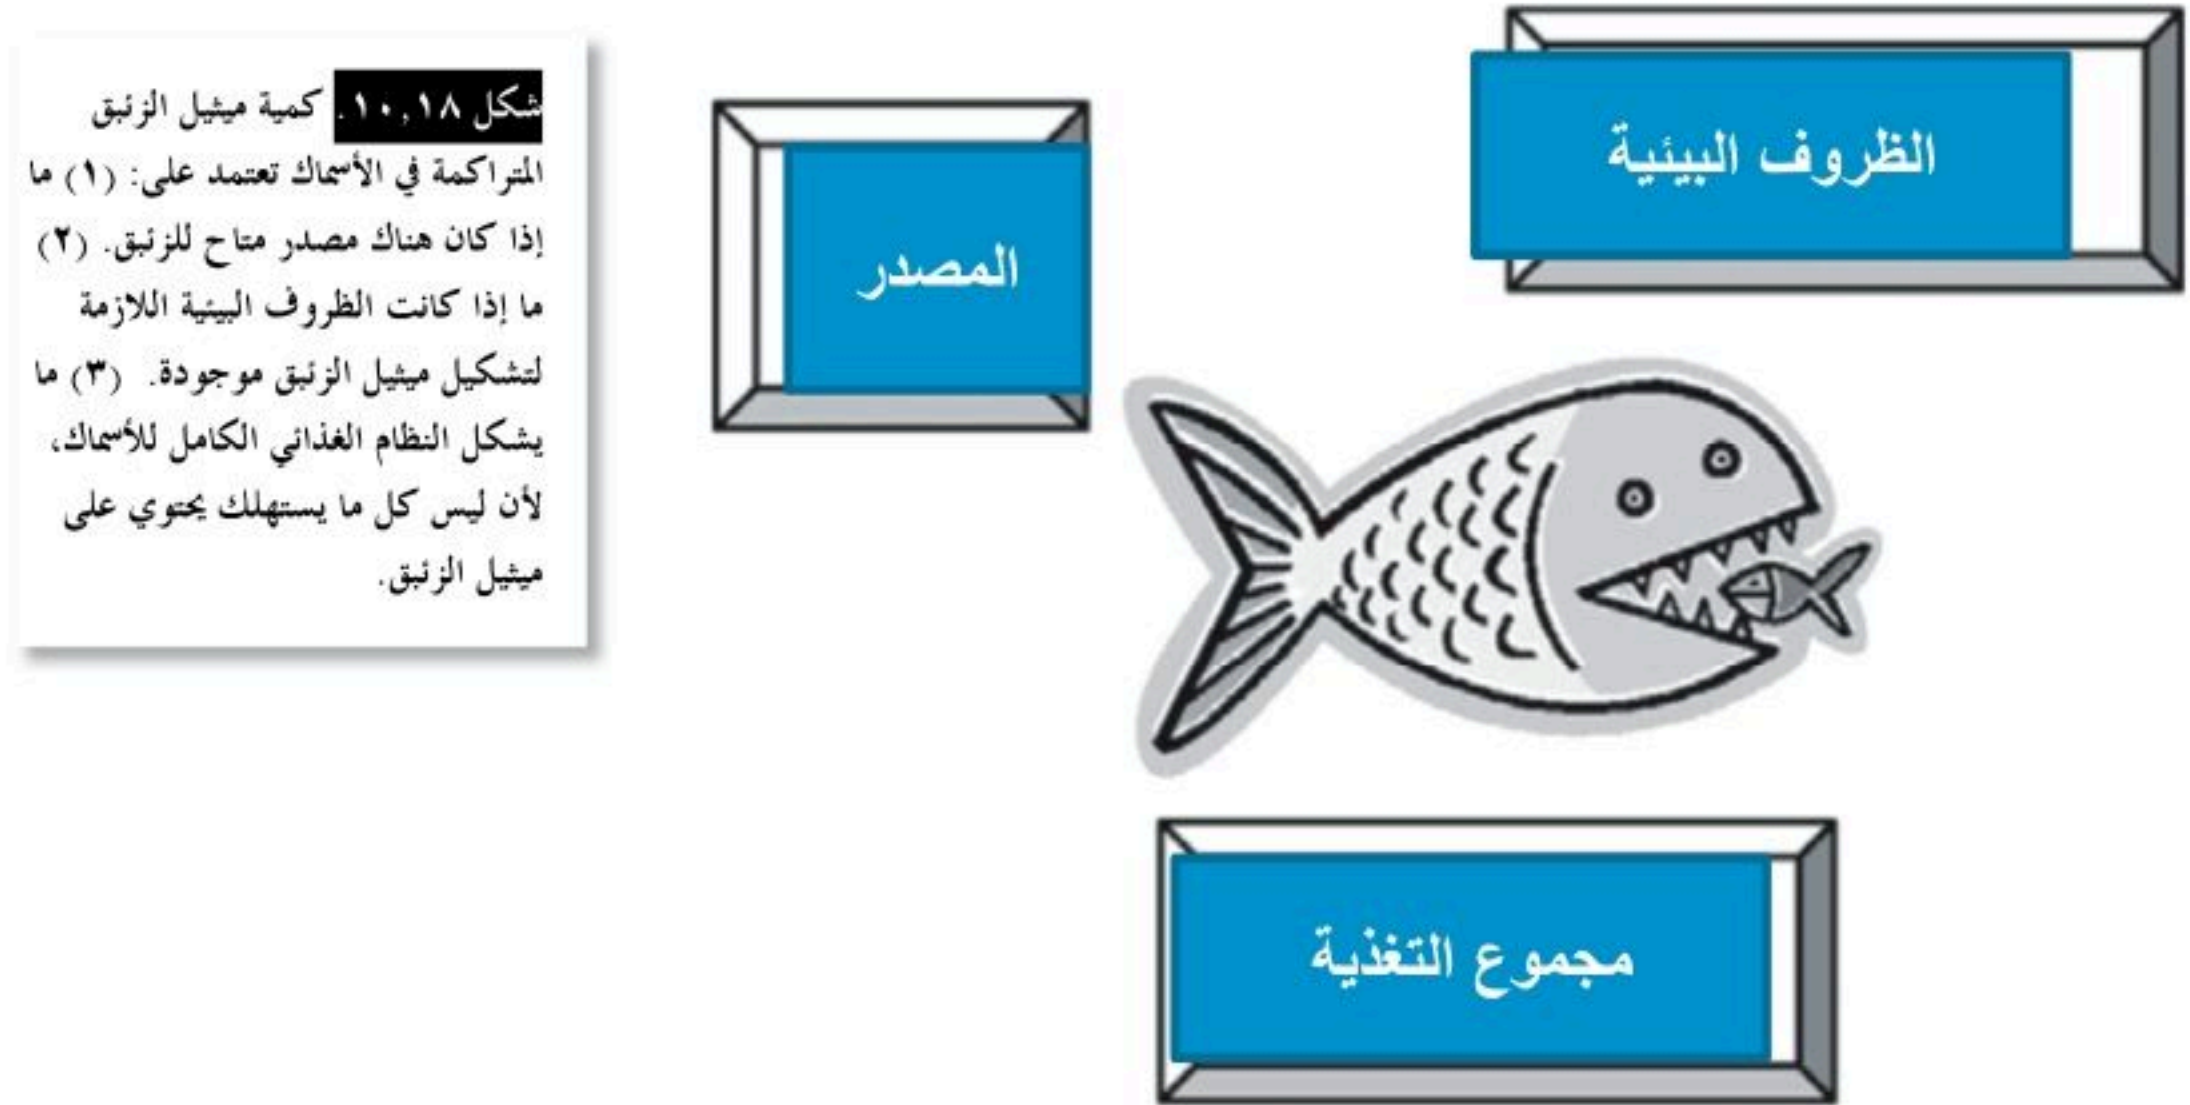 شكل ١٠,١٨. كمية ميثيل الزئبق
المتراكمة في الأسماك تعتمد على: (١) ما
إذا كان هناك مصدر متاح للزئبق. (٢)
ما إذا كانت الظروف البيئية اللازمة
لتشكيل ميثيل الزئبق موجودة. (٣) ما
يشكل النظام الغذائي الكامل للأسماك،
لأن ليس كل ما يستهلك يحتوي على
ميثيل الزئبق.
الظروف البيئية
المصدر
مجموع التغذية